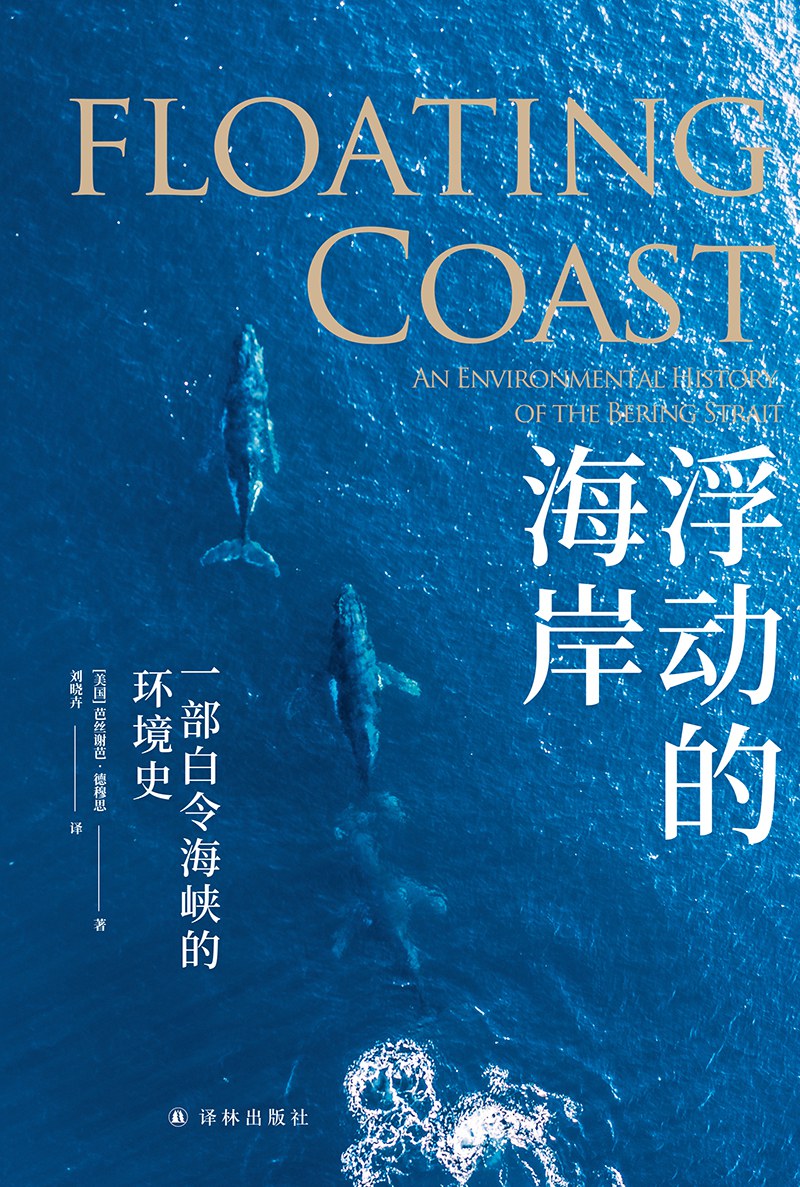 FLOATING
COAST
AN ENVIRONMENTAL HISTORY
OF THE BERING STRAIT
浮动的
海岸
一部白令海峡的
环境史
[美国] 芭丝谢芭·德穆思 著
刘晓卉 译
译林出版社